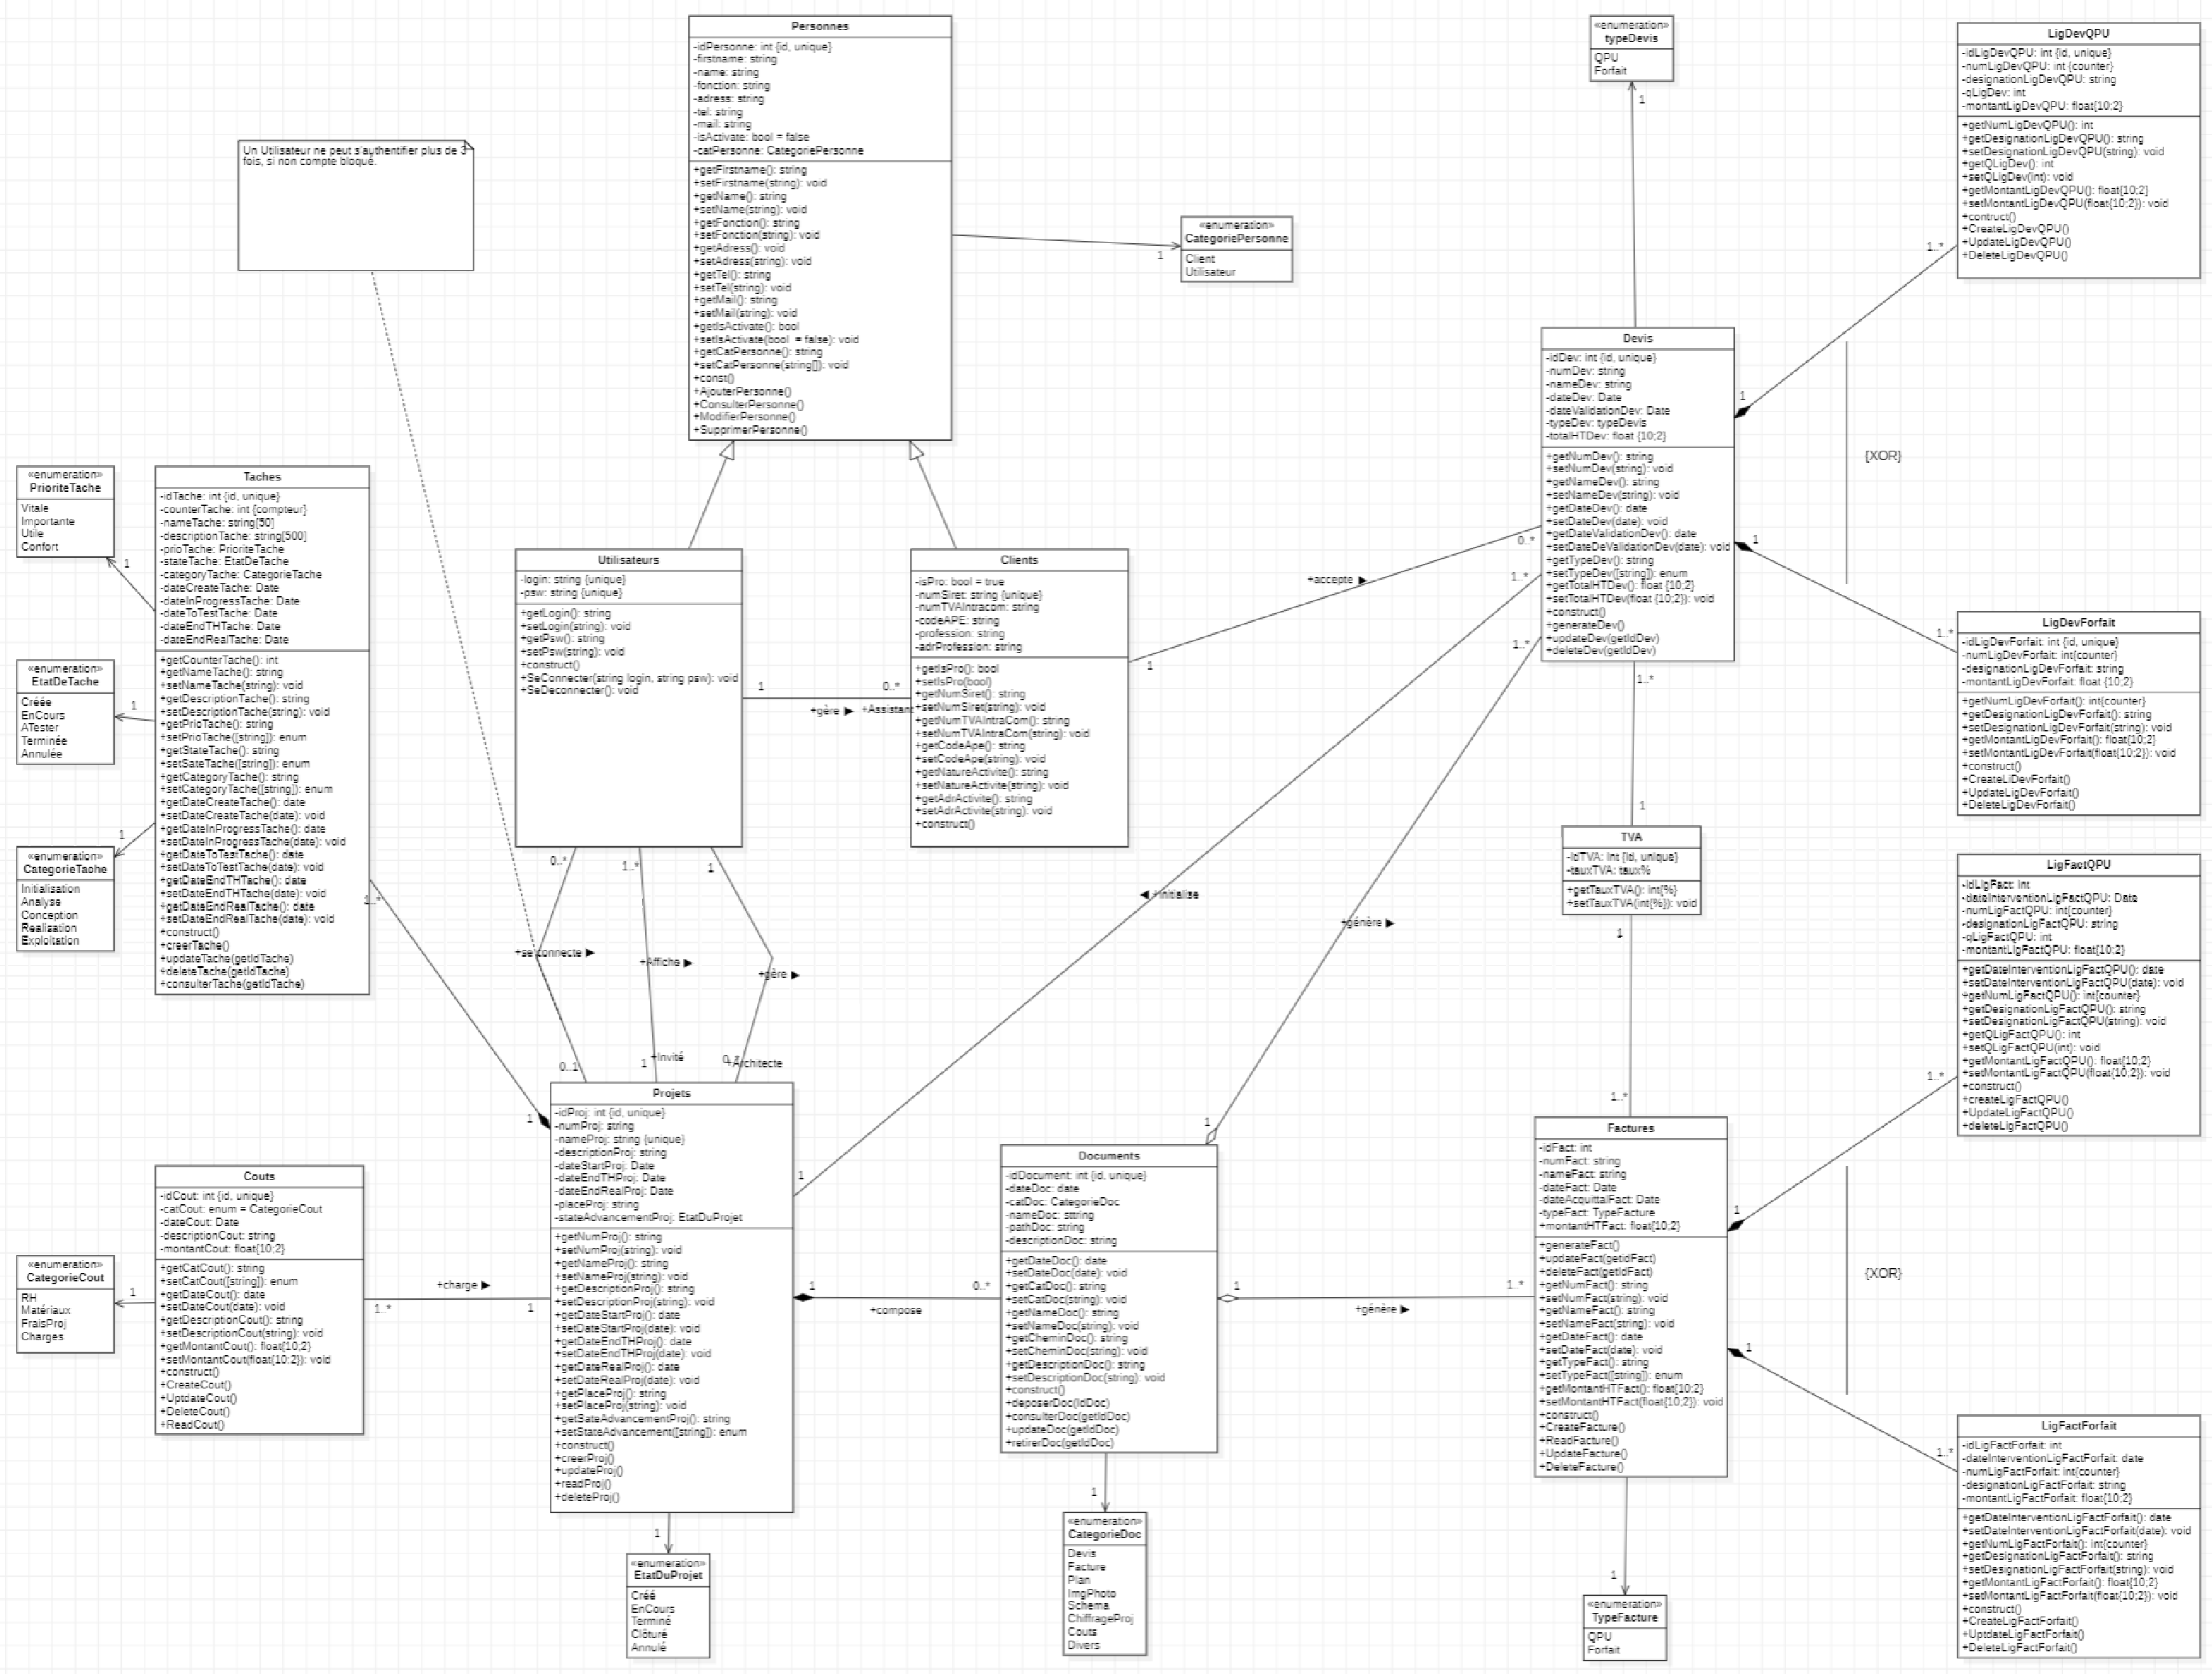 Personnes
-idPersonne: int {id, unique}
-firstname: string
-name: string
-fonction: string
-adress: string
-tel: string
-mail: string
-isActivate: bool = false
-catPersonne: CategoriePersonne
+getFirstname(): string
+setFirstname(string): void
+getName(): string
+setName(string): void
+getFonction(): string
+setFonction(string): void
+getAdress(): void
+setAdress(string): void
+getTel(): string
+setTel(string): void
+getMail(): string
+setMail(string): void
+getIsActivate(): bool
+setIsActivate(bool = false): void
+getCatPersonne(): string
+setCatPersonne(string[]): void
+const()
+AjouterPersonne()
+ConsulterPersonne()
+ModifierPersonne()
+SupprimerPersonne()
Un Utilisateur ne peut s'authentifier plus de 3
fois, si non compte bloqué.
«enumeration»
CategoriePersonne
Client
Utilisateur
1
«enumeration»
typeDevis
QPU
Forfait
1
LigDevQPU
-idLigDevQPU: int {id, unique}
-numLigDevQPU: int {counter}
-designationLigDevQPU: string
-qLigDev: int
-montantLigDevQPU: float{10:2}
+getNumLigDevQPU(): int
+getDesignationLigDevQPU(): string
+setDesignationLigDevQPU(string): void
+getQLigDev(): int
+setQLigDev(int): void
+getMontantLigDevQPU(): float{10;2}
+setMontantLigDevQPU(float{10;2}): void
+contruct()
+CreateLigDevQPU()
+UpdateLigDevQPU()
+DeleteLigDevQPU()
1..*
1
{XOR}
Devis
-idDev: int {id, unique}
-numDev: string
-nameDev: string
-dateDev: Date
-dateValidationDev: Date
-typeDev: typeDevis
-totalHTDev: float {10;2}
+getNumDev(): string
+setNumDev(string): void
+getNameDev(): string
+setNameDev(string): void
+getDateDev(): date
+setDateDev(date): void
+getDateValidationDev(): date
+setDateDeValidationDev(date): void
+getTypeDev(): string
+setTypeDev([string]): enum
+getTotalHTDev(): float {10;2}
+setTotalHTDev(float {10;2}): void
+construct()
+generateDev()
+updateDev(getIdDev)
+deleteDev(getIdDev)
1
1..*
LigDevForfait
-idLigDevForfait: int {id, unique}
-numLigDevForfait: int{counter}
-designationLigDevForfait: string
-montantLigDevForfait: float {10;2}
+getNumLigDevForfait(): int{counter}
+getDesignationLigDevForfait(): string
+setDesignationLigDevForfait(string): void
+getMontantLigDevForfait(): float{10;2}
+setMontantLigDevForfait(float{10:2}): void
+construct()
+CreateLiDevForfait()
+UpdateLigDevForfait()
+DeleteLigDevForfait()
«enumeration»
PrioriteTache
Vitale
Importante
Utile
Confort
1
«enumeration»
EtatDeTache
Créée
EnCours
ATester
Terminée
Annulée
1
«enumeration»
CategorieTache
Initialisation
Analyse
Conception
Realisation
Exploitation
1
Taches
-idTache: int {id, unique}
-counterTache: int {compteur}
-nameTache: string[50]
-descriptionTache: string[500]
-prioTache: PrioriteTache
-stateTache: EtatDeTache
-categoryTache: CategorieTache
-dateCreateTache: Date
-dateInProgressTache: Date
-dateToTestTache: Date
-dateEndTHTache: Date
-dateEndRealTache: Date
+getCounterTache(): int
+getNameTache(): string
+setNameTache(string): void
+getDescriptionTache(): string
+setDescriptionTache(string): void
+getPrioTache(): string
+setPrioTache([string]): enum
+getStateTache(): string
+setSateTache([string]): enum
+getCategoryTache(): string
+setCategoryTache([string]): enum
+getDateCreateTache(): date
+setDateCreateTache(date): void
+getDateInProgressTache(): date
+setDateInProgressTache(date): void
+getDateToTestTache(): date
+setDateToTestTache(date): void
+getDateEndTHTache(): date
+setDateEndTHTache(date): void
+getDateEndRealTache(): date
+setDateEndRealTache(date): void
+construct()
+creerTache()
+updateTache(getIdTache)
+deleteTache(getIdTache)
+consulterTache(getIdTache)
1..*
1
Utilisateurs
-login: string {unique}
-psw: string {unique}
+getLogin(): string
+setLogin(string): void
+getPsw(): string
+setPsw(string): void
+construct()
+SeConnecter(string login, string psw): void
+SeDeconnecter(): void
1
0..*
+gère ▶
+Assistant
Clients
-isPro: bool = true
-numSiret: string {unique}
-numTVAIntracom: string
-codeAPE: string
-profession: string
-adrProfession: string
+getIsPro(): bool
+setIsPro(bool)
+getNumSiret(): string
+setNumSiret(string): void
+getNumTVAIntraCom(): string
+setNumTVAIntraCom(string): void
+getCodeApe(): string
+setCodeApe(string): void
+getNatureActivite(): string
+setNatureActivite(string): void
+getAdrActivite(): string
+setAdrActivite(string): void
+construct()
+accepte ▶
1
0..*
1..*
1..*
◀ +Initialise
+génère ▶
1..*
1
TVA
-idTVA: int {id, unique}
-tauxTVA: taux%
+getTauxTVA(): int{%}
+setTauxTVA(int{%}): void
1
1..*
0..*
1..*
1
+se connecte ▶
+Affiche ▶
+gère ▶
0..1
1
+Invité
0..*
+Architecte
Projets
-idProj: int {id, unique}
-numProj: string
-nameProj: string {unique}
-descriptionProj: string
-dateStartProj: Date
-dateEndTHProj: Date
-dateEndRealProj: Date
-placeProj: string
-stateAdvancementProj: EtatDuProjet
+getNumProj(): string
+setNumProj(string): void
+getNameProj(): string
+setNameProj(string): void
+getDescriptionProj(): string
+setDescriptionProj(string): void
+getDateStartProj(): date
+setDateStartProj(date): void
+getDateEndTHProj(): date
+setDateEndTHProj(date): void
+getDateRealProj(): date
+setDateRealProj(date): void
+getPlaceProj(): string
+setPlaceProj(string): void
+getSateAdvancementProj(): string
+setStateAdvancement([string]): enum
+construct()
+creerProj()
+updateProj()
+readProj()
+deleteProj()
1
1
«enumeration»
EtatDuProjet
Créé
EnCours
Terminé
Clôturé
Annulé
Couts
-idCout: int {id, unique}
-catCout: enum = CategorieCout
-dateCout: Date
-descriptionCout: string
-montantCout: float{10:2}
+getCatCout(): string
+setCatCout([string]): enum
+getDateCout(): date
+setDateCout(date): void
+getDescriptionCout(): string
+setDescriptionCout(string): void
+getMontantCout(): float{10;2}
+setMontantCout(float{10:2}): void
+construct()
+CreateCout()
+UptdateCout()
+DeleteCout()
+ReadCout()
«enumeration»
CategorieCout
RH
Matériaux
FraisProj
Charges
1
+charge ▶
1..*
1
1
0..*
+compose
1
Documents
-idDocument: int {id, unique}
-dateDoc: date
-catDoc: CategorieDoc
-nameDoc: sttring
-pathDoc: string
-descriptionDoc: string
+getDateDoc(): date
+setDateDoc(date): void
+getCatDoc(): string
+setCatDoc(string): void
+getNameDoc(): string
+setNameDoc(string): void
+getCheminDoc(): string
+setCheminDoc(string): void
+getDescriptionDoc(): string
+setDescriptionDoc(string): void
+construct()
+deposerDoc(IdDoc)
+consulterDoc(getIdDoc)
+updateDoc(getIdDoc)
+retirerDoc(getIdDoc)
1
«enumeration»
CategorieDoc
Devis
Facture
Plan
ImgPhoto
Schema
ChiffrageProj
Couts
Divers
1
1..*
+génère ▶
Factures
-idFact: int
-numFact: string
-nameFact: string
-dateFact: Date
-dateAcquittalFact: Date
-typeFact: TypeFacture
+montantHTFact: float{10;2}
+generateFact()
+updateFact(getidFact)
+deleteFact(getIdFact)
+getNumFact(): string
+setNumFact(string): void
+getNameFact(): string
+setNameFact(string): void
+getDateFact(): date
+setDateFact(date): void
+getTypeFact(): string
+setTypeFact([string]): enum
+getMontantHTFact(): float{10:2}
+setMontantHTFact(float{10;2}): void
+construct()
+CreateFacture()
+ReadFacture()
+UpdateFacture()
+DeleteFacture()
1
«enumeration»
TypeFacture
QPU
Forfait
LigFactQPU
-idLigFact: int
-dateInterventionLigFactQPU: Date
-numLigFactQPU: int{counter}
-designationLigFactQPU: string
-qLigFactQPU: int
-montantLigFactQPU: float{10:2}
+getDateInterventionLigFactQPU(): date
+setDateInterventionLigFactQPU(date): void
+getNumLigFactQPU(): int{counter}
+getDesignationLigFactQPU(): string
+setDesignationLigFactQPU(string): void
+getQLigFactQPU(): int
+setQLigFactQPU(int): void
+getMontantLigFactQPU(): float{10;2}
+setMontantLigFactQPU(float{10;2}): void
+construct()
+createLigFactQPU()
+UpdateLigFactQPU()
+deleteLigFactQPU()
1..*
1
{XOR}
1
1..*
LigFactForfait
-idLigFactForfait: int
-dateInterventionLigFactForfait: date
-numLigFactForfait: int{counter}
-designationLigFactForfait: string
-montantLigFactForfait: float{10;2}
+getDateInterventionLigFactForfait(): date
+setDateInterventionLigFactForfait(date): void
+getNumLigFactForfait(): int{counter}
+getDesignationLigFactForfait(): string
+setDesignationLigFactForfait(string): void
+getMontantLigFactForfait(): float{10;2}
+setMontantLigFactForfait(float{10;2}): void
+construct()
+CreateLigFactForfait()
+UptdateLigFactForfait()
+DeleteLigFactForfait()